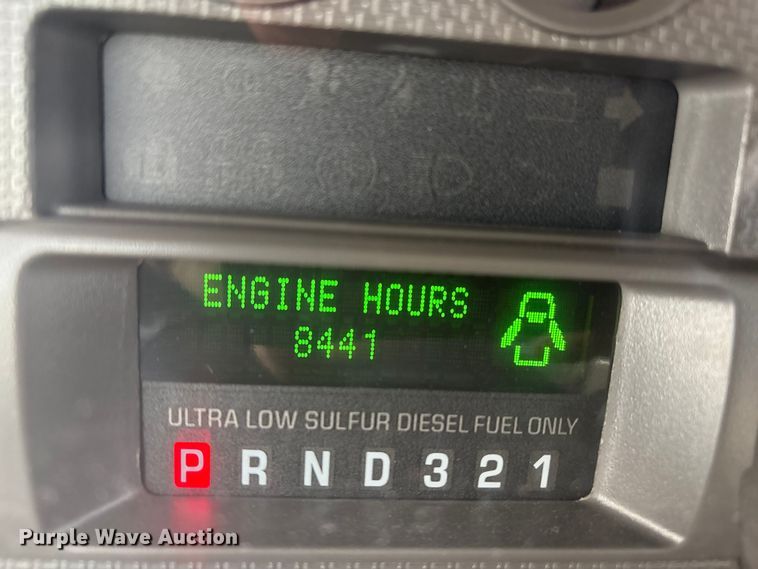 ENGINE HOURS
8441
ULTRA LOW SULFUR DIESEL FUEL ONLY
P R N D 3 2 1
Purple Wave Auction